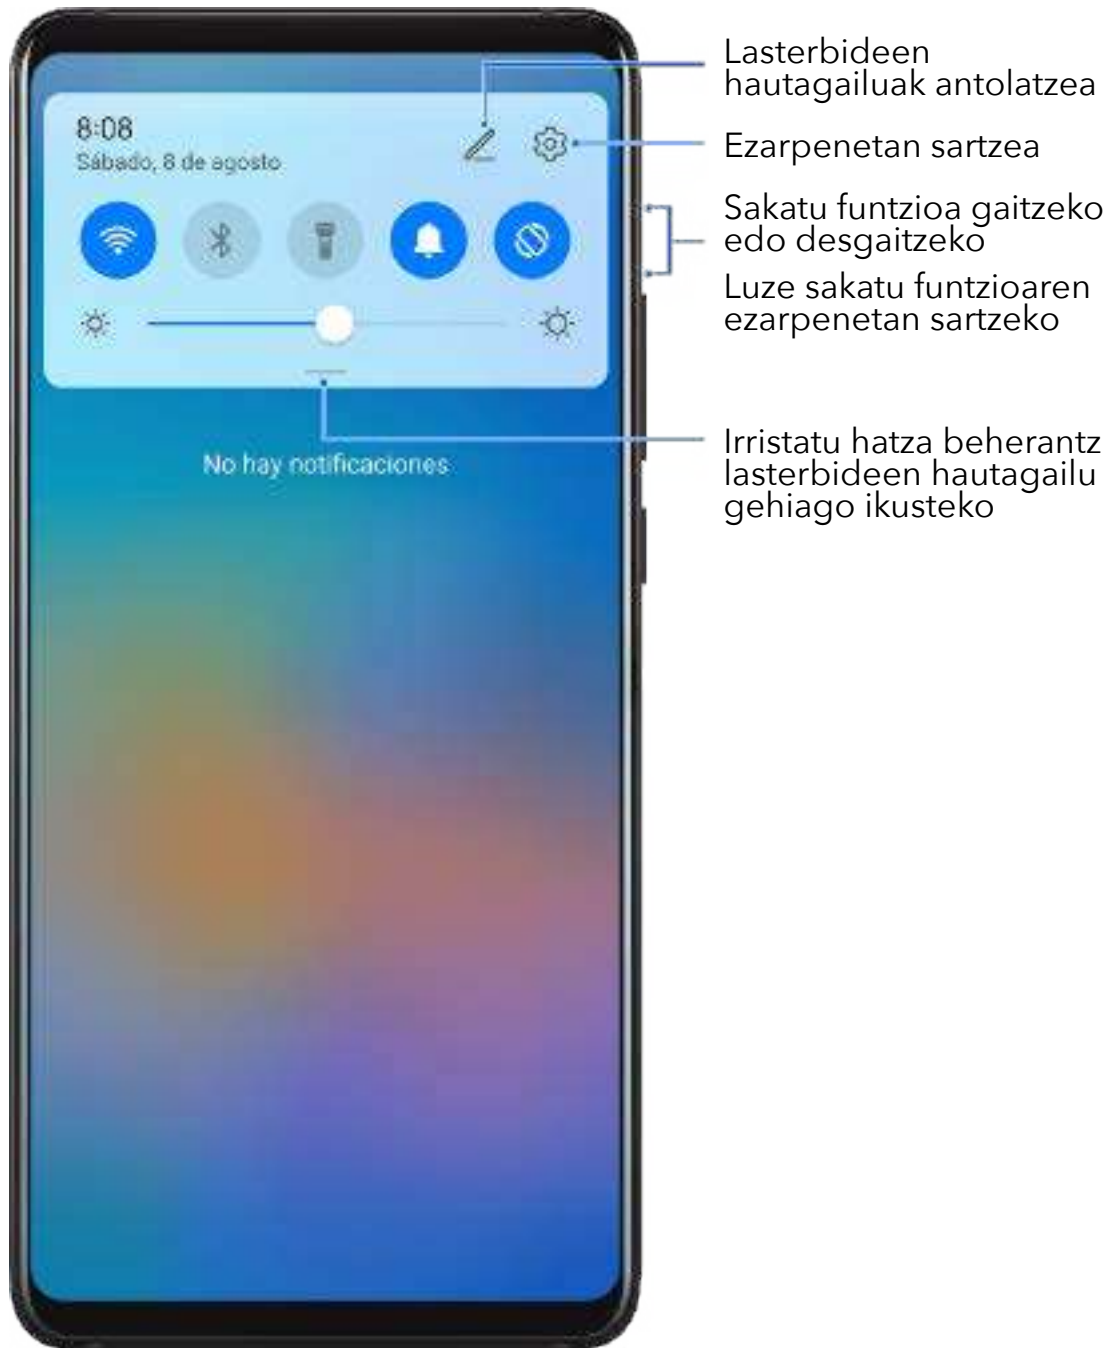 8:08
Sábado, 8 de agosto
No hay notificaciones
Lasterbideen
hautagailuak antolatzea
Ezarpenetan sartzea
Sakatu funtzioa gaitzeko
edo desgaitzeko
Luze sakatu funtzioaren
ezarpenetan sartzeko
Irristatu hatza beherantz
lasterbideen hautagailu
gehiago ikusteko